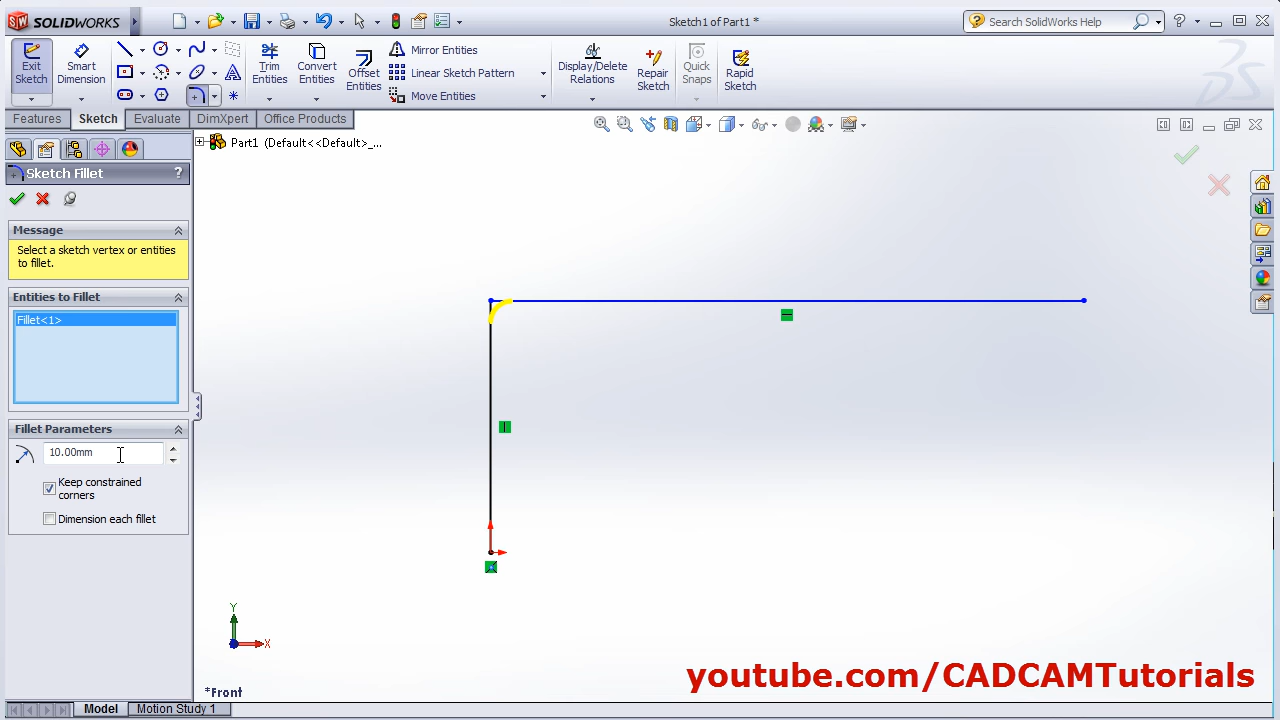 SW SOLIDWORKS
Sketch1 of Part1 *
Search SolidWorks Help
?
Exit Sketch
Smart Dimension
Trim Entities
Convert Entities
Offset Entities
Mirror Entities
Linear Sketch Pattern
Move Entities
Display/Delete Relations
Repair Sketch
Quick Snaps
Rapid Sketch
Features
Sketch
Evaluate
DimXpert
Office Products
Part1 (Default<<Default>_...
Sketch Fillet
?
Message
Select a sketch vertex or entities
to fillet.
Entities to Fillet
Fillet<1>
Fillet Parameters
10.00mm
Keep constrained
corners
Dimension each fillet
Y
X
*Front
youtube.com/CADCAMTutorials
Model
Motion Study 1